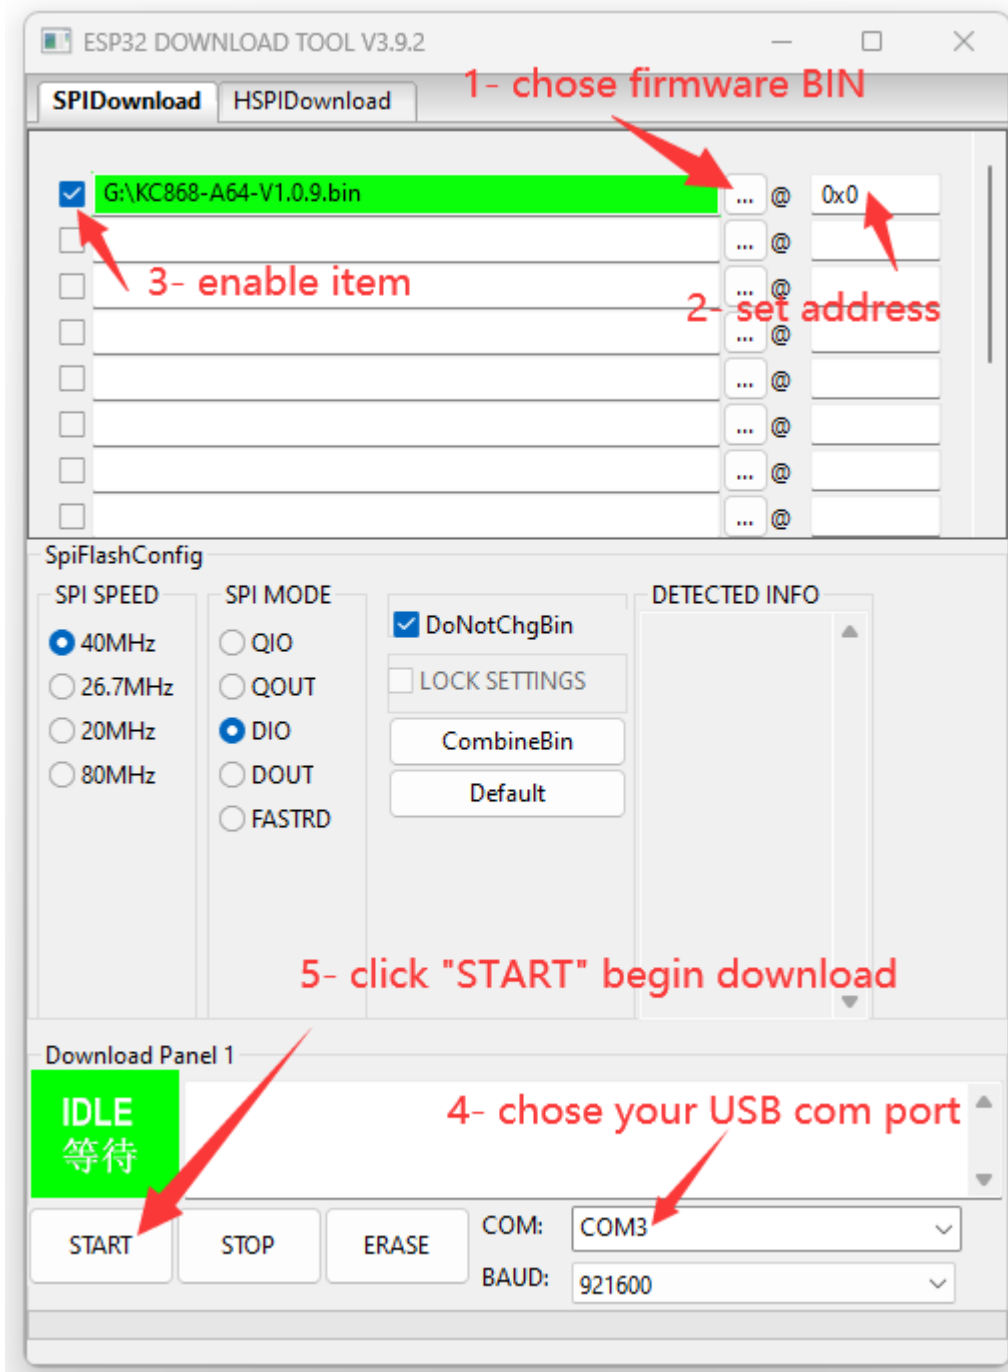 ESP32 DOWNLOAD TOOL V3.9.2
SPIDownload HSPIDownload
1- chose firmware BIN
G:\KC868-A64-V1.0.9.bin ... @ 0x0
... @
3- enable item ... @
2- set address
... @
... @
... @
... @
... @
SpiFlashConfig
SPI SPEED SPI MODE DETECTED INFO
40MHz QIO DoNotChgBin
26.7MHz QOUT LOCK SETTINGS
20MHz DIO CombineBin
80MHz DOUT Default
FASTRD
5- click "START" begin download
Download Panel 1
IDLE
等待
4- chose your USB com port
START STOP ERASE COM: COM3
BAUD: 921600